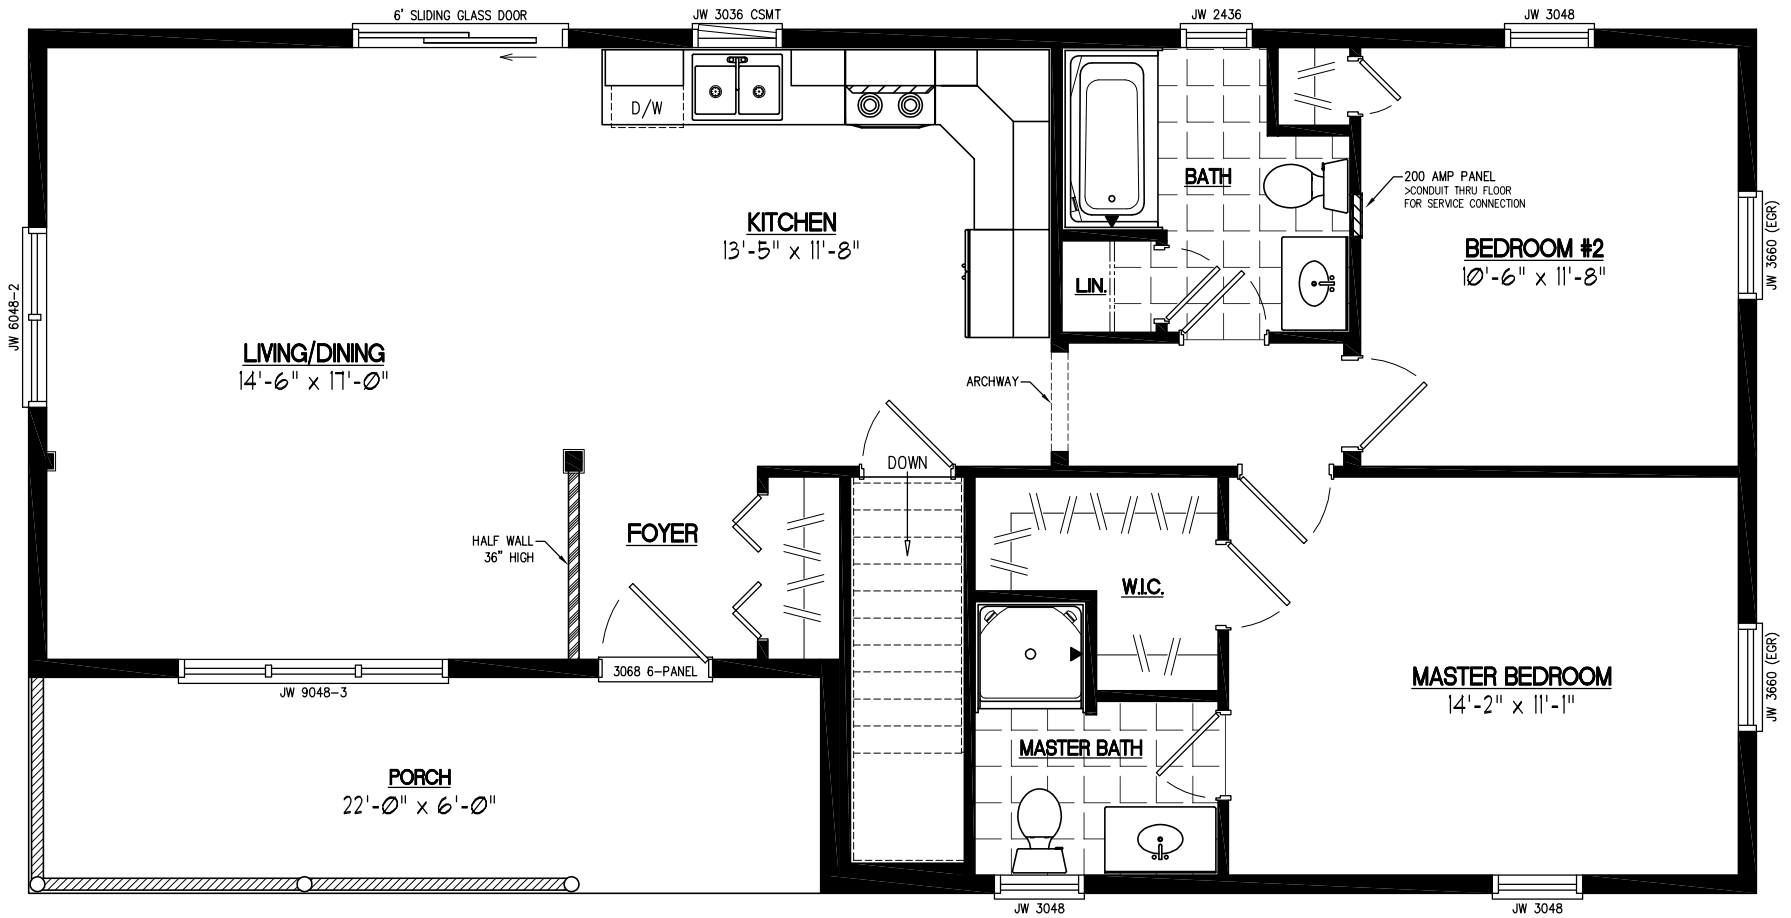 6' SLIDING GLASS DOOR
JW 3036 CSMT
JW 2436
JW 3048
D/W
BATH
200 AMP PANEL
>CONDUIT THRU FLOOR
FOR SERVICE CONNECTION
KITCHEN
13'-5" x 11'-8"
BEDROOM #2
10'-6" x 11'-8"
JW 3660 (EGR)
LIN.
JW 6048-2
LIVING/DINING
14'-6" x 17'-0"
ARCHWAY
DOWN
FOYER
HALF WALL
36" HIGH
W.I.C.
3068 6-PANEL
JW 9048-3
MASTER BEDROOM
14'-2" x 11'-1"
JW 3660 (EGR)
MASTER BATH
PORCH
22'-0" x 6'-0"
JW 3048
JW 3048